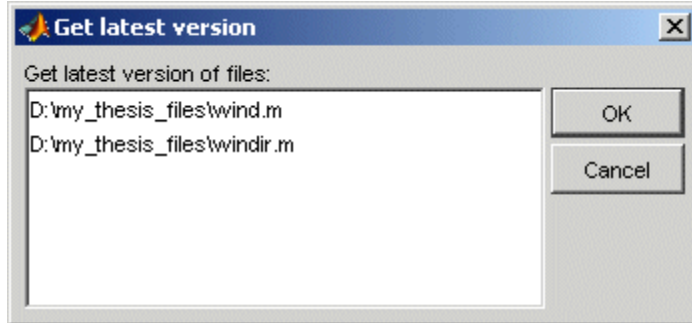 Get latest version
Get latest version of files:
D:\my_thesis_files\wind.m
D:\my_thesis_files\windir.m
OK
Cancel